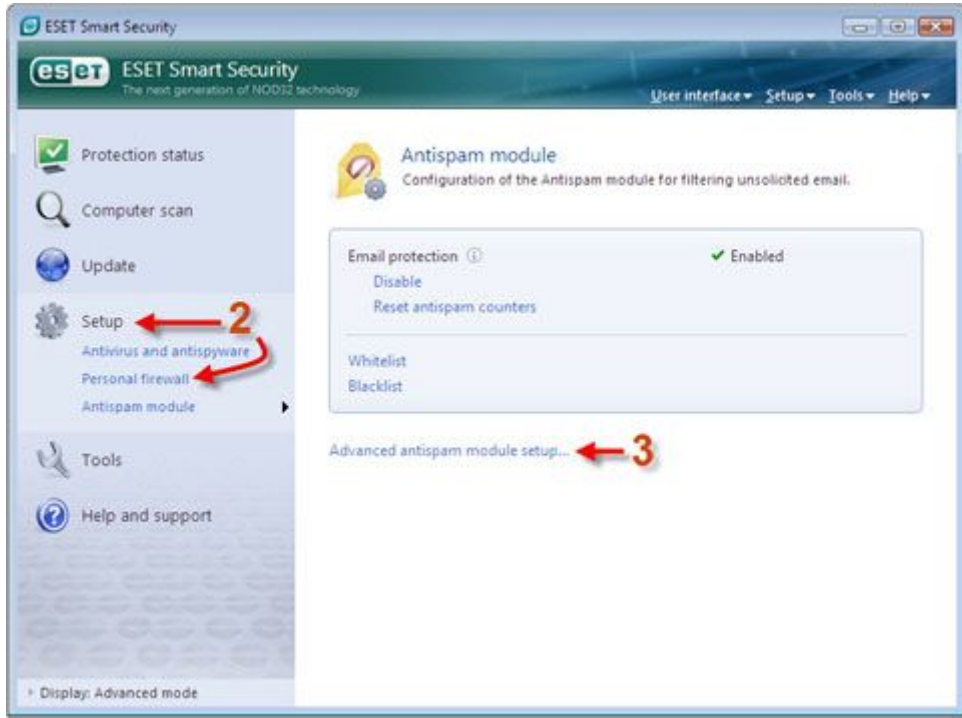 ESET Smart Security
eseT ESET Smart Security
The next generation of NOD32 technology
User interface Setup Tools Help
Protection status
Computer scan
Update
Setup
2
Antivirus and antispyware
Personal firewall
Antispam module
Tools
Help and support
Display: Advanced mode
Antispam module
Configuration of the Antispam module for filtering unsolicited email.
Email protection Enabled
Disable
Reset antispam counters
Whitelist
Blacklist
Advanced antispam module setup... 3